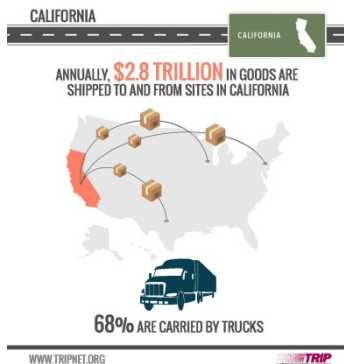 CALIFORNIA
CALIFORNIA
ANNUALLY, $2.8 TRILLION IN GOODS ARE
SHIPPED TO AND FROM SITES IN CALIFORNIA
68% ARE CARRIED BY TRUCKS
WWW.TRIPNET.ORG
TRIP